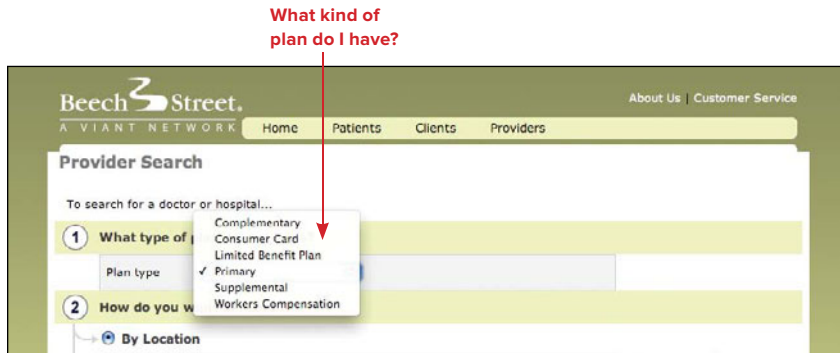 What kind of
plan do I have?
Beech Street.
A VIANT NETWORK
About Us | Customer Service
Home Patients Clients Providers
Provider Search
To search for a doctor or hospital...
1 What type of
Complementary
Consumer Card
Limited Benefit Plan
✓ Primary
Supplemental
Workers Compensation
Plan type
2 How do you w
By Location